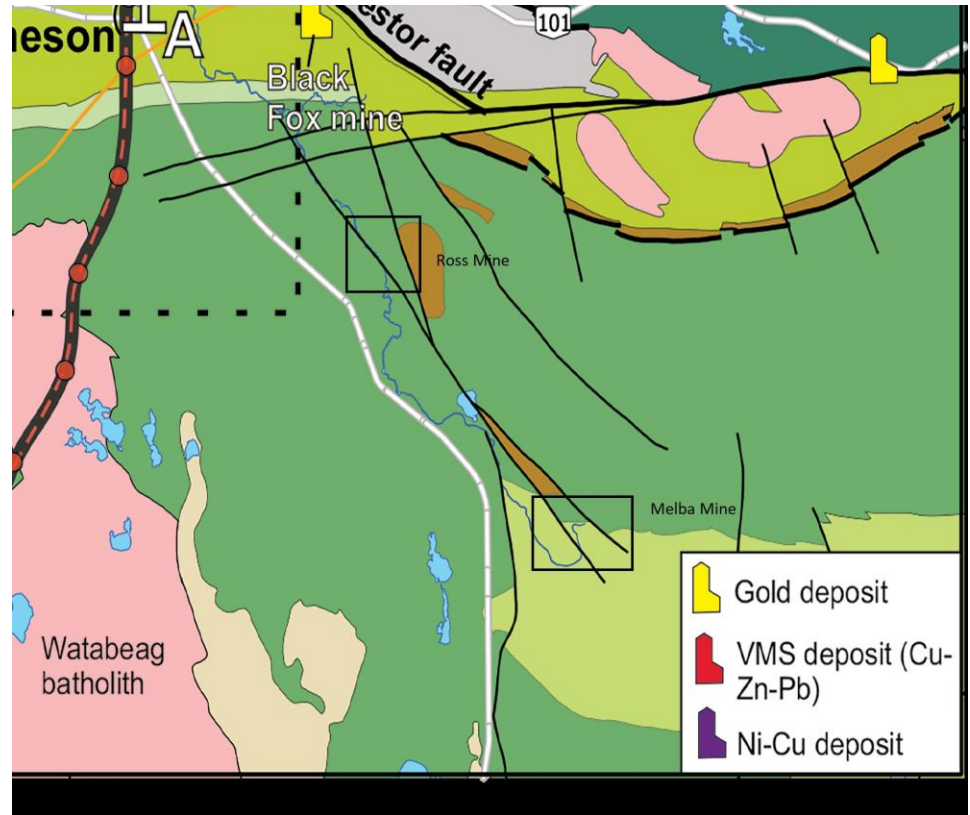 101
heson
A
estor fault
Black
Fox mine
Ross Mine
Melba Mine
Watabeag
batholith
Gold deposit
VMS deposit (Cu-
Zn-Pb)
Ni-Cu deposit